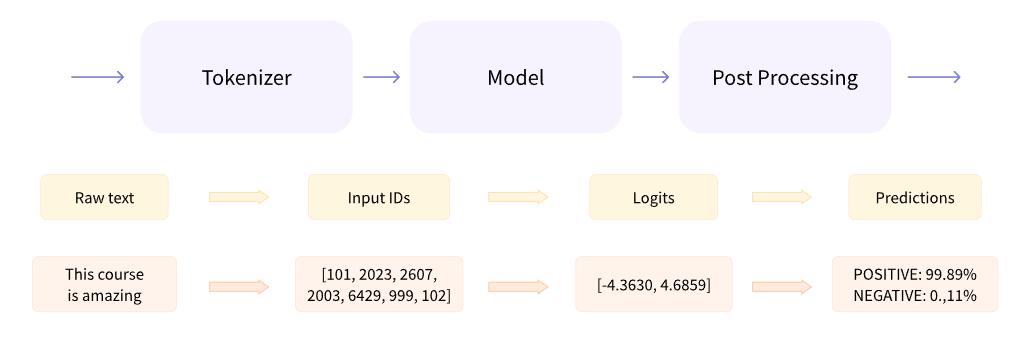 Tokenizer
Model
Post Processing
Raw text
Input IDs
Logits
Predictions
This course
is amazing
[101, 2023, 2607,
2003, 6429, 999, 102]
[-4.3630, 4.6859]
POSITIVE: 99.89%
NEGATIVE: 0.,11%